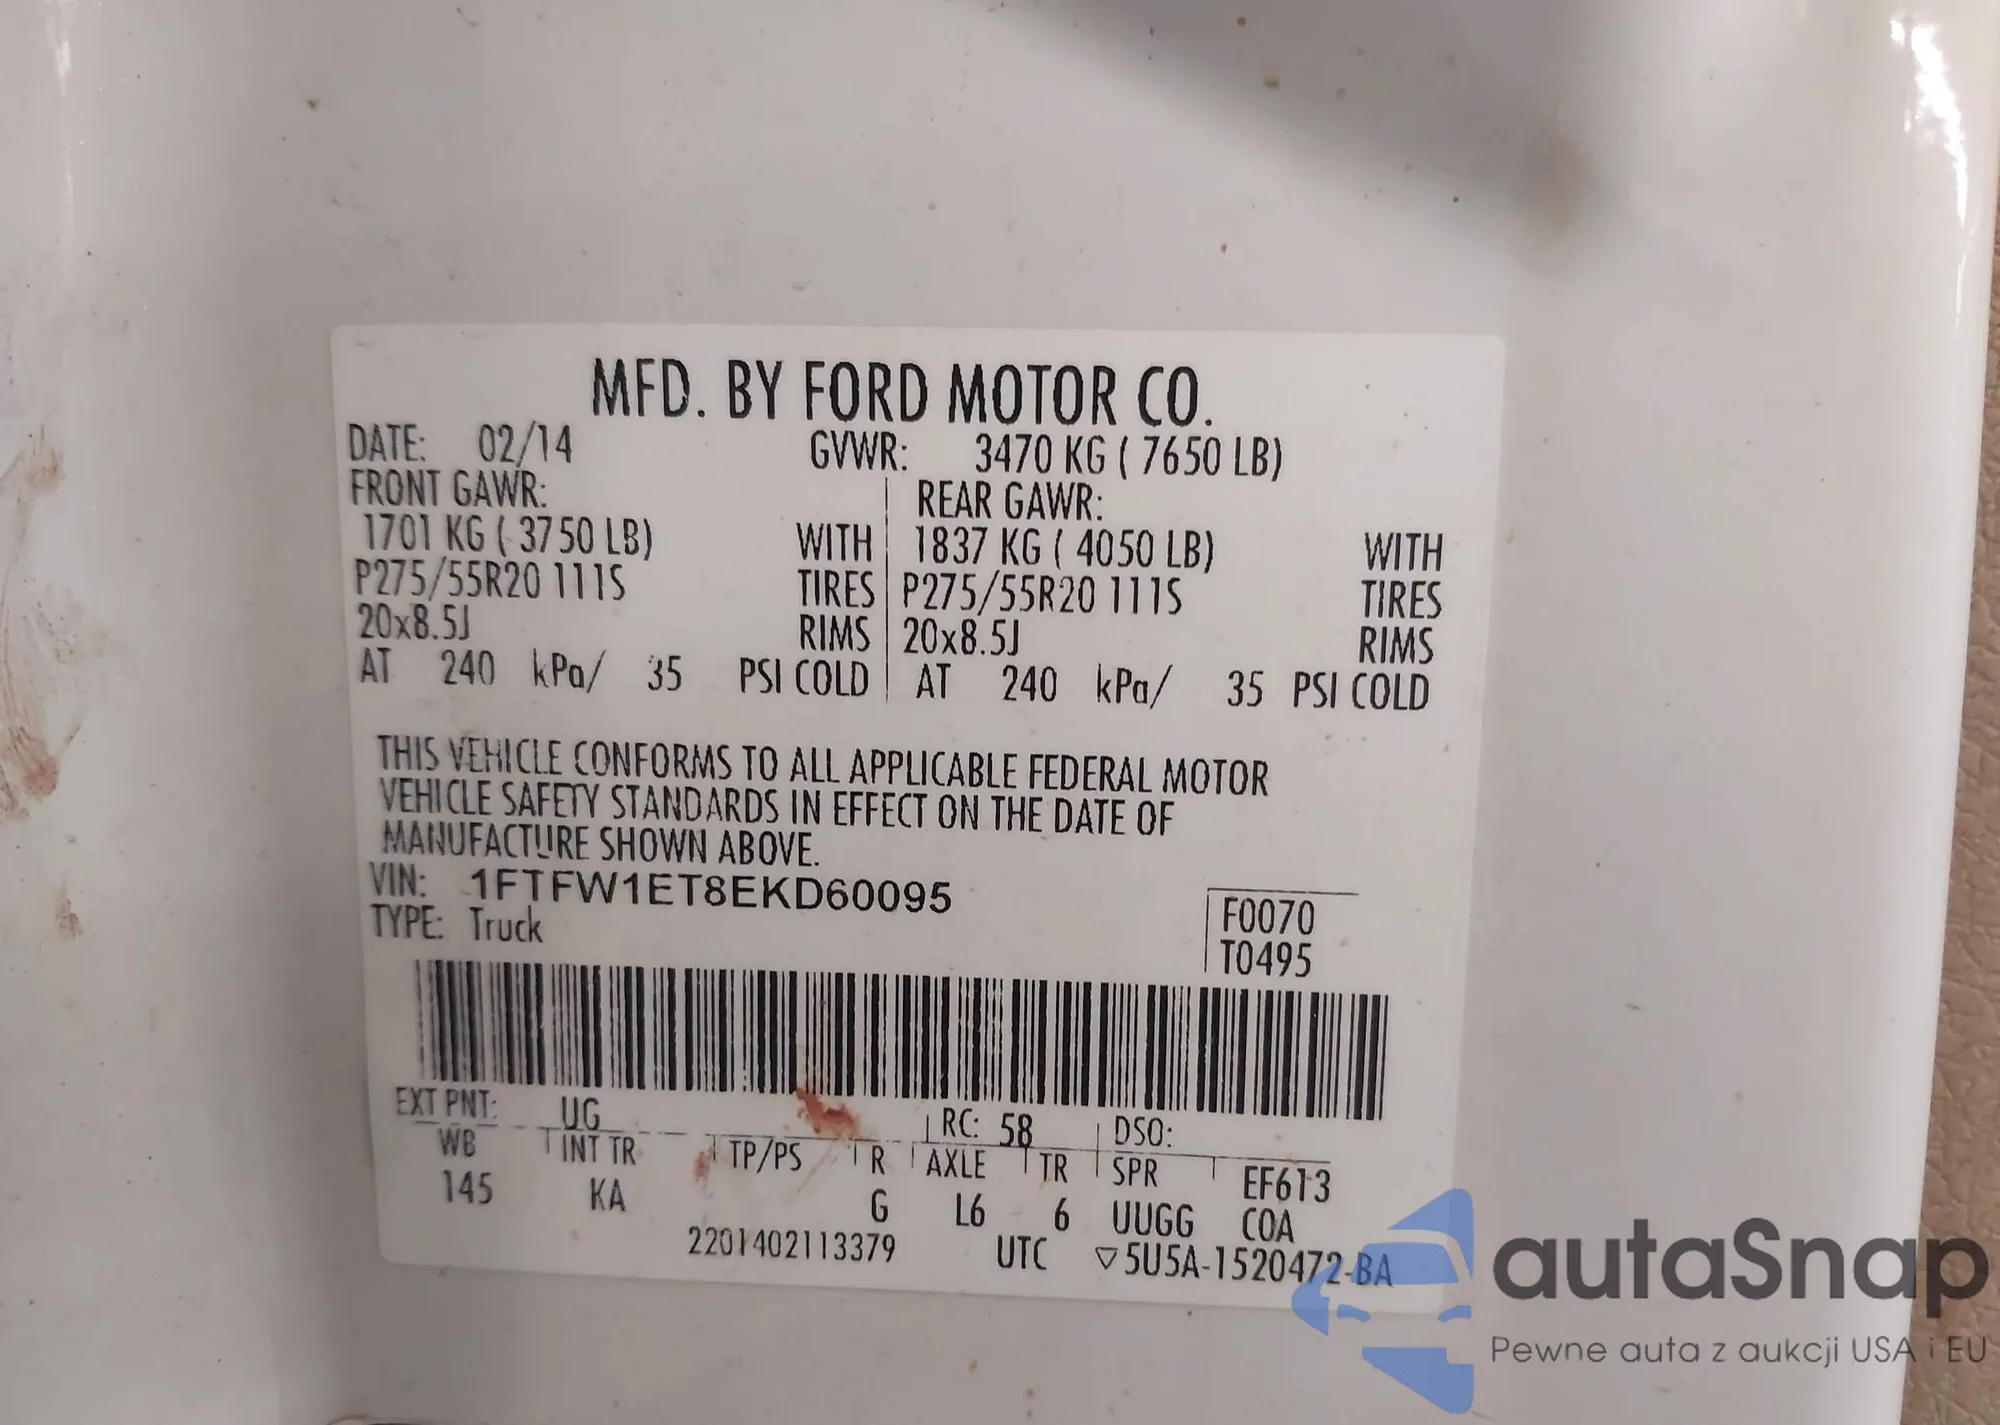 MFD. BY FORD MOTOR CO.
DATE: 02/14 GVWR: 3470 KG ( 7650 LB)
FRONT GAWR: REAR GAWR:
1701 KG ( 3750 LB) WITH 1837 KG ( 4050 LB) WITH
P275/55R20 111S TIRES P275/55R20 111S TIRES
20x8.5J RIMS 20x8.5J RIMS
AT 240 kPa/ 35 PSI COLD AT 240 kPa/ 35 PSI COLD
THIS VEHICLE CONFORMS TO ALL APPLICABLE FEDERAL MOTOR
VEHICLE SAFETY STANDARDS IN EFFECT ON THE DATE OF
MANUFACTURE SHOWN ABOVE.
VIN: 1FTFW1ET8EKD60095
TYPE: Truck
F0070
T0495
EXT PNT: UG RC: 58 DSO:
WB INT TR TP/PS R AXLE TR SPR EF613
145 KA G L6 6 UUGG COA
2201402113379 UTC ▽5U5A-1520472-BA
autaSnap
Pewne auta z aukcji USA i EU